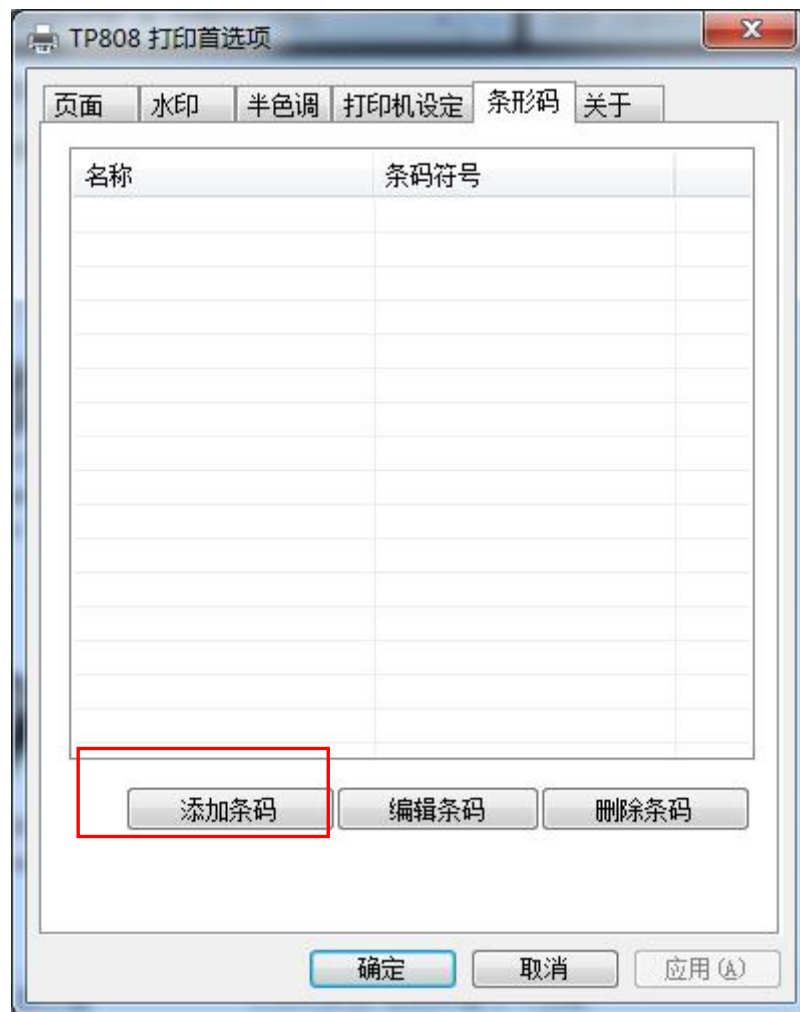 TP808 打印首选项
页面 水印 半色调 打印机设定 条形码 关于
名称 条码符号
添加条码 编辑条码 删除条码
确定 取消 应用(A)